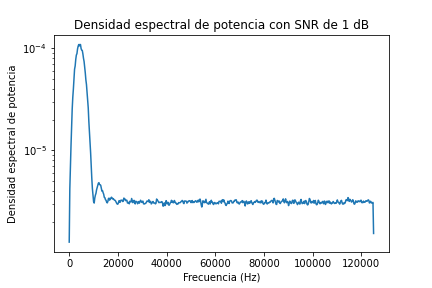 Densidad espectral de potencia con SNR de 1 dB
Densidad espectral de potencia
10⁻⁴
10⁻⁵
0 20000 40000 60000 80000 100000 120000
Frecuencia (Hz)